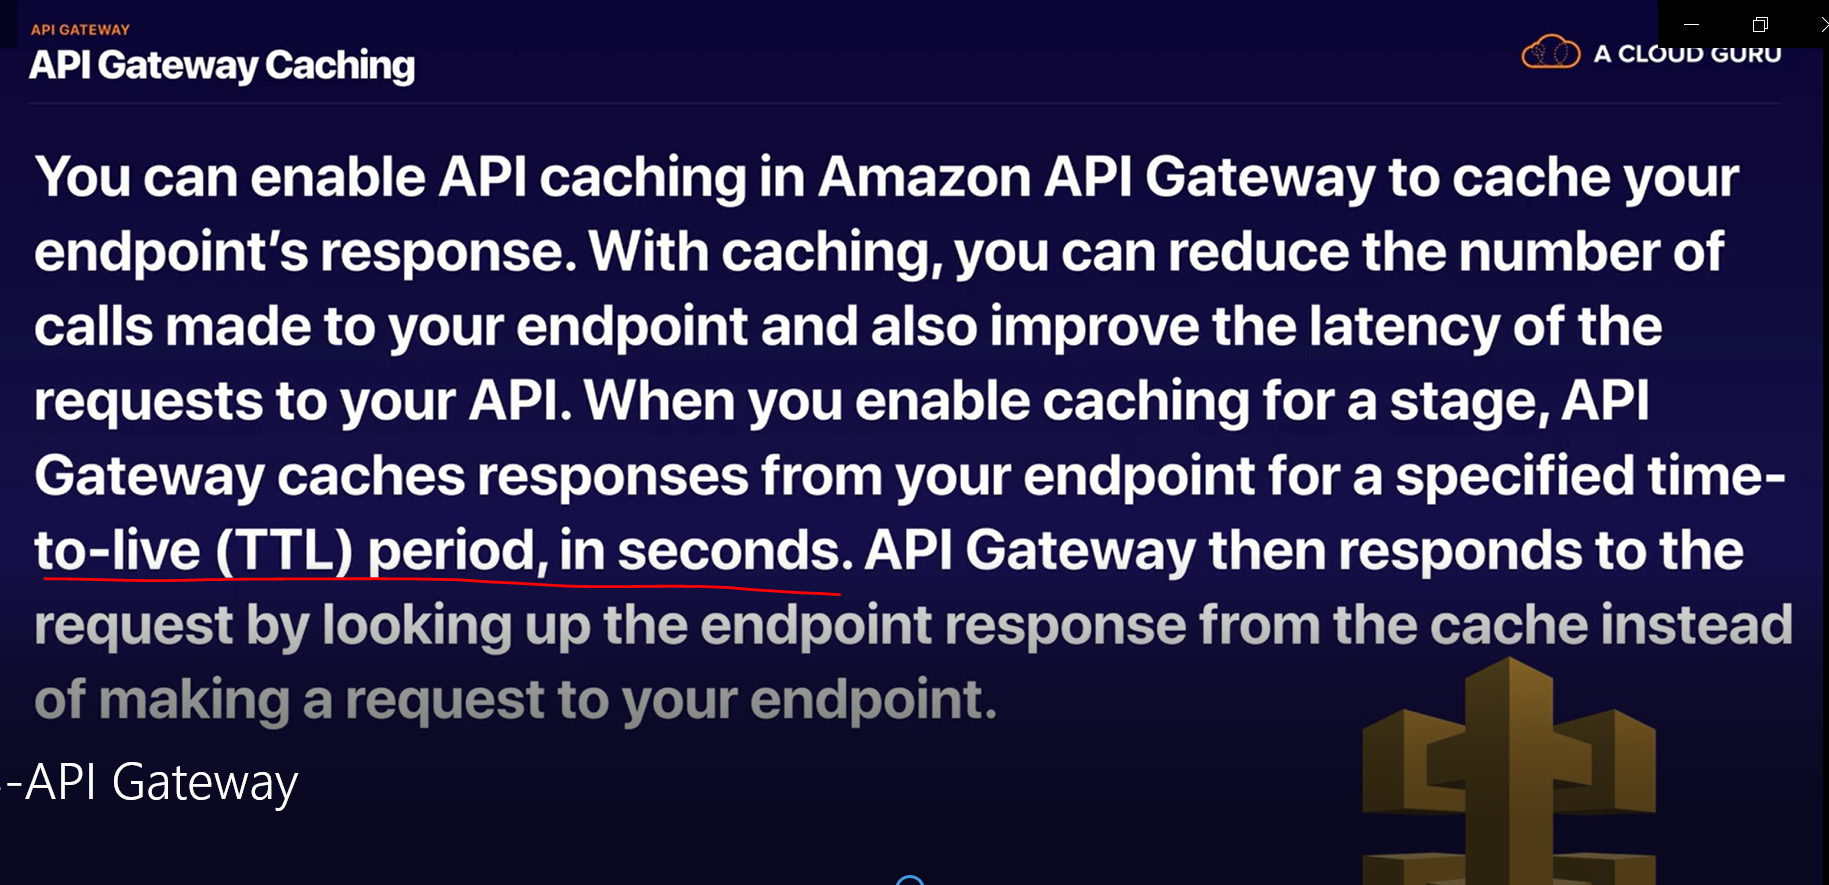 API GATEWAY
API Gateway Caching
A CLOUD GURU
You can enable API caching in Amazon API Gateway to cache your
endpoint’s response. With caching, you can reduce the number of
calls made to your endpoint and also improve the latency of the
requests to your API. When you enable caching for a stage, API
Gateway caches responses from your endpoint for a specified time-
to-live (TTL) period, in seconds. API Gateway then responds to the
request by looking up the endpoint response from the cache instead
of making a request to your endpoint.
-API Gateway